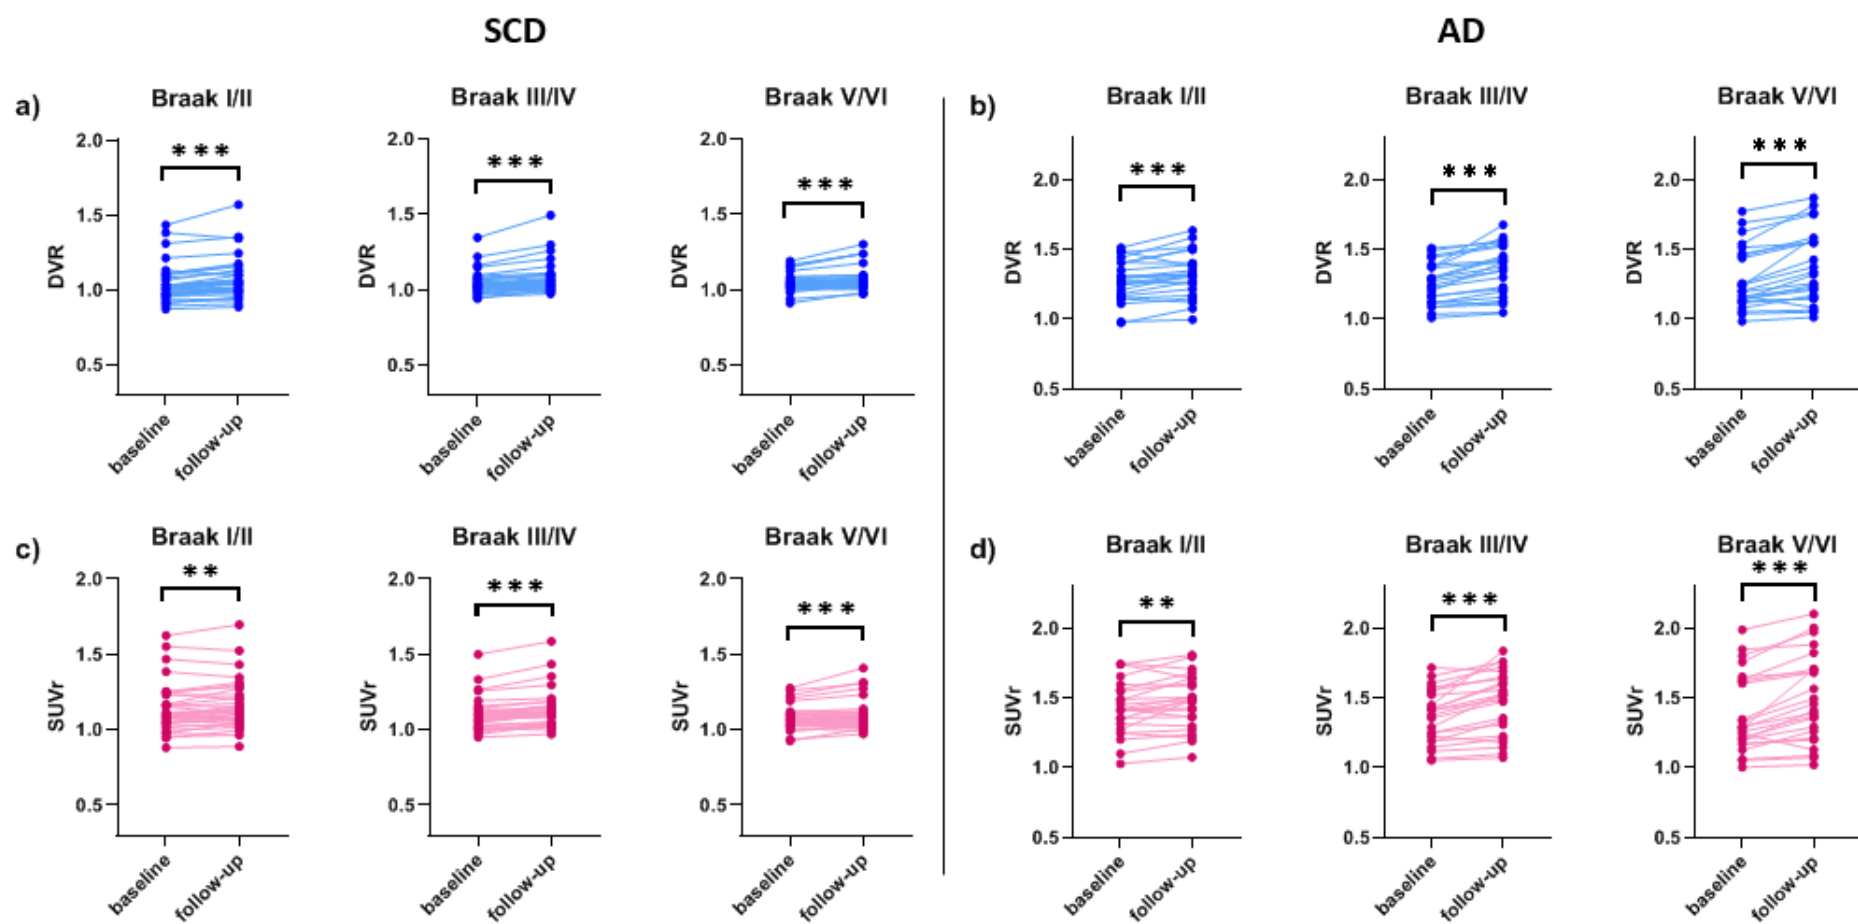 SCD
AD
a)
Braak I/II
Braak III/IV
Braak V/VI
b)
Braak I/II
Braak III/IV
Braak V/VI
DVR
2.0
1.5
1.0
0.5
***
baseline
follow-up
DVR
2.0
1.5
1.0
0.5
***
baseline
follow-up
DVR
2.0
1.5
1.0
0.5
***
baseline
follow-up
DVR
2.0
1.5
1.0
0.5
***
baseline
follow-up
DVR
2.0
1.5
1.0
0.5
***
baseline
follow-up
DVR
2.0
1.5
1.0
0.5
***
baseline
follow-up
c)
Braak I/II
Braak III/IV
Braak V/VI
d)
Braak I/II
Braak III/IV
Braak V/VI
SUVr
2.0
1.5
1.0
0.5
**
baseline
follow-up
SUVr
2.0
1.5
1.0
0.5
***
baseline
follow-up
SUVr
2.0
1.5
1.0
0.5
***
baseline
follow-up
SUVr
2.0
1.5
1.0
0.5
**
baseline
follow-up
SUVr
2.0
1.5
1.0
0.5
***
baseline
follow-up
SUVr
2.0
1.5
1.0
0.5
***
baseline
follow-up